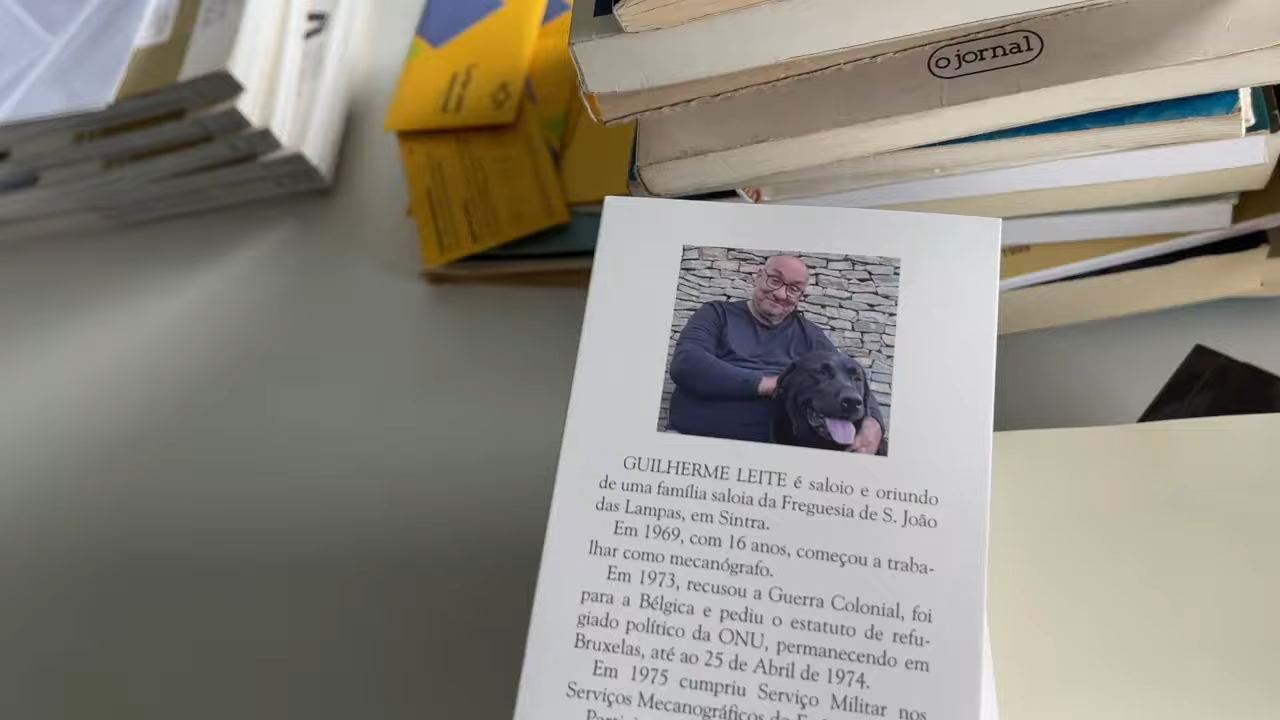 o jornal
GUILHERME LEITE é saloio e oriundo
de uma família saloia da Freguesia de S. João
das Lampas, em Sintra.
Em 1969, com 16 anos, começou a traba-
lhar como mecanógrafo.
Em 1973, recusou a Guerra Colonial, foi
para a Bélgica e pediu o estatuto de refu-
giado político da ONU, permanecendo em
Bruxelas, até ao 25 de Abril de 1974.
Em 1975 cumpriu Serviço Militar nos
Serviços Mecanográficos do